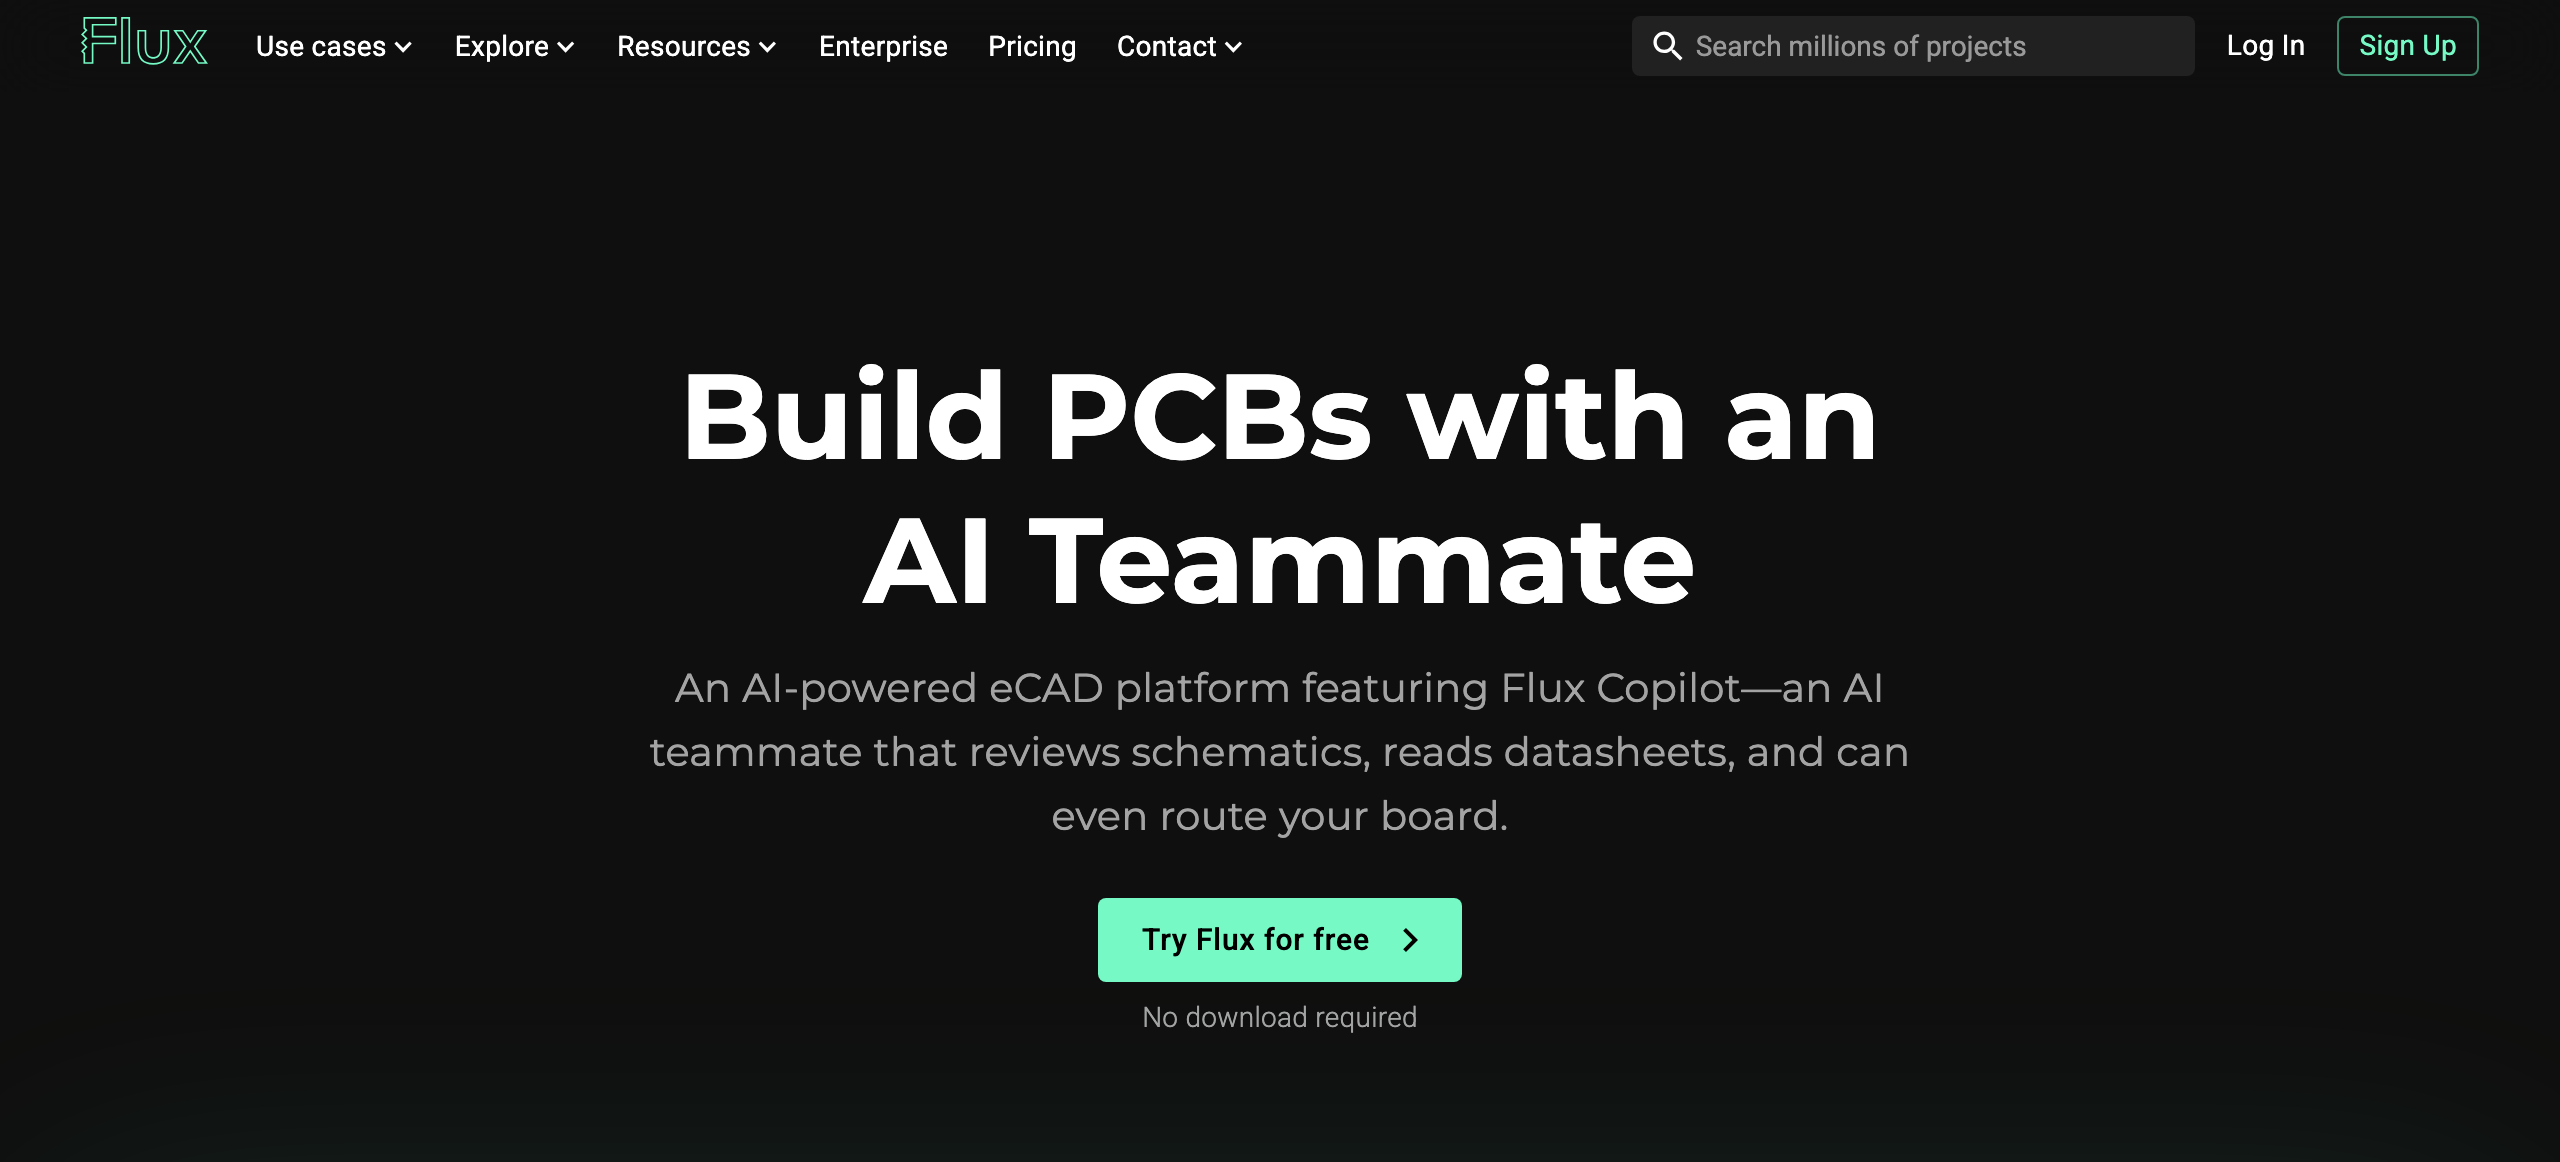 Flux
Use cases
Explore
Resources
Enterprise
Pricing
Contact
Search millions of projects
Log In
Sign Up
Build PCBs with an
AI Teammate
An AI-powered eCAD platform featuring Flux Copilot—an AI
teammate that reviews schematics, reads datasheets, and can
even route your board.
Try Flux for free
No download required